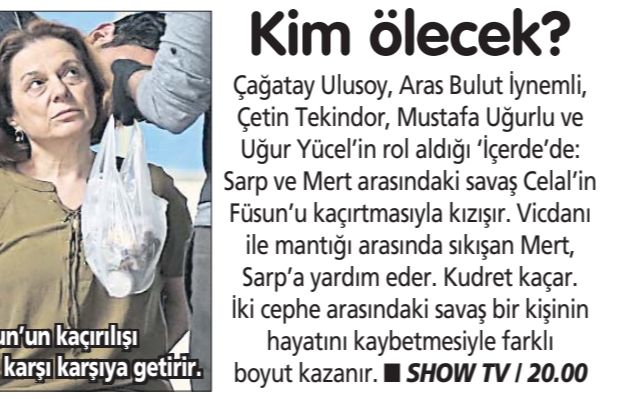 Kim ölecek?
Çağatay Ulusoy, Aras Bulut İynemli,
Çetin Tekindor, Mustafa Uğurlu ve
Uğur Yücel’in rol aldığı ‘İçerde’de:
Sarp ve Mert arasındaki savaş Celal’in
Füsun’u kaçırtmasıyla kızışır. Vicdanı
ile mantığı arasında sıkışan Mert,
Sarp’a yardım eder. Kudret kaçar.
İki cephe arasındaki savaş bir kişinin
hayatını kaybetmesiyle farklı
boyut kazanır. ■ SHOW TV / 20.00
un’un kaçırılışı
karşı karşıya getirir.